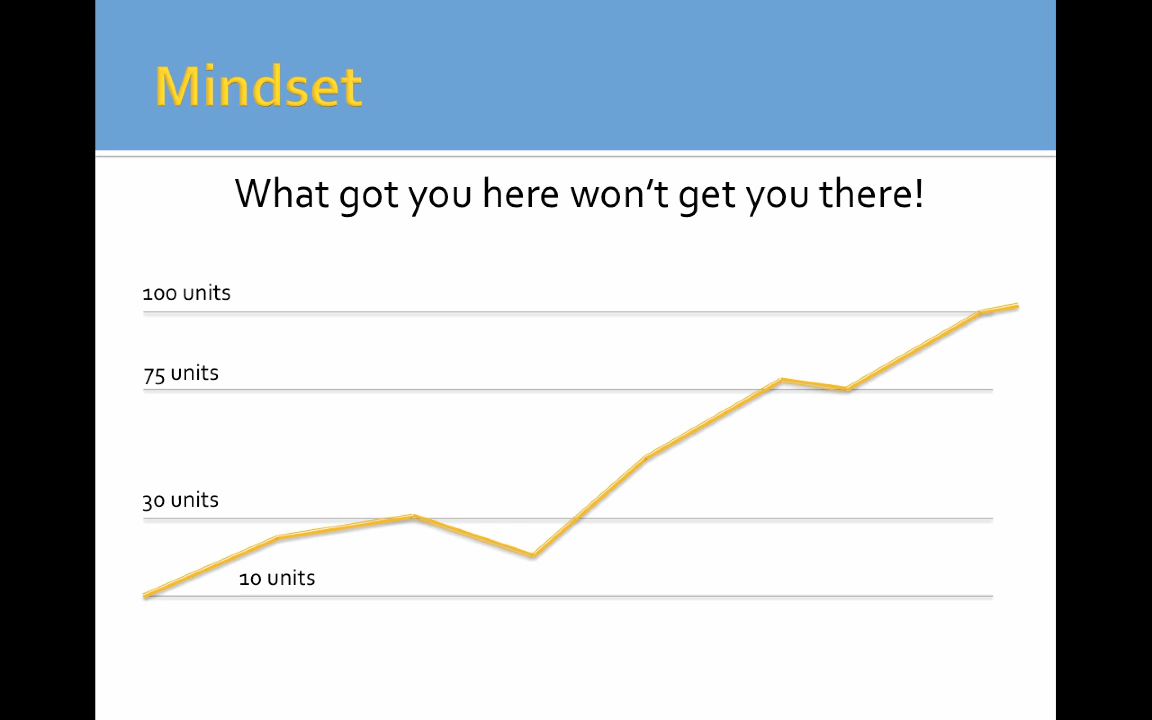 Mindset
What got you here won’t get you there!
100 units
75 units
30 units
10 units